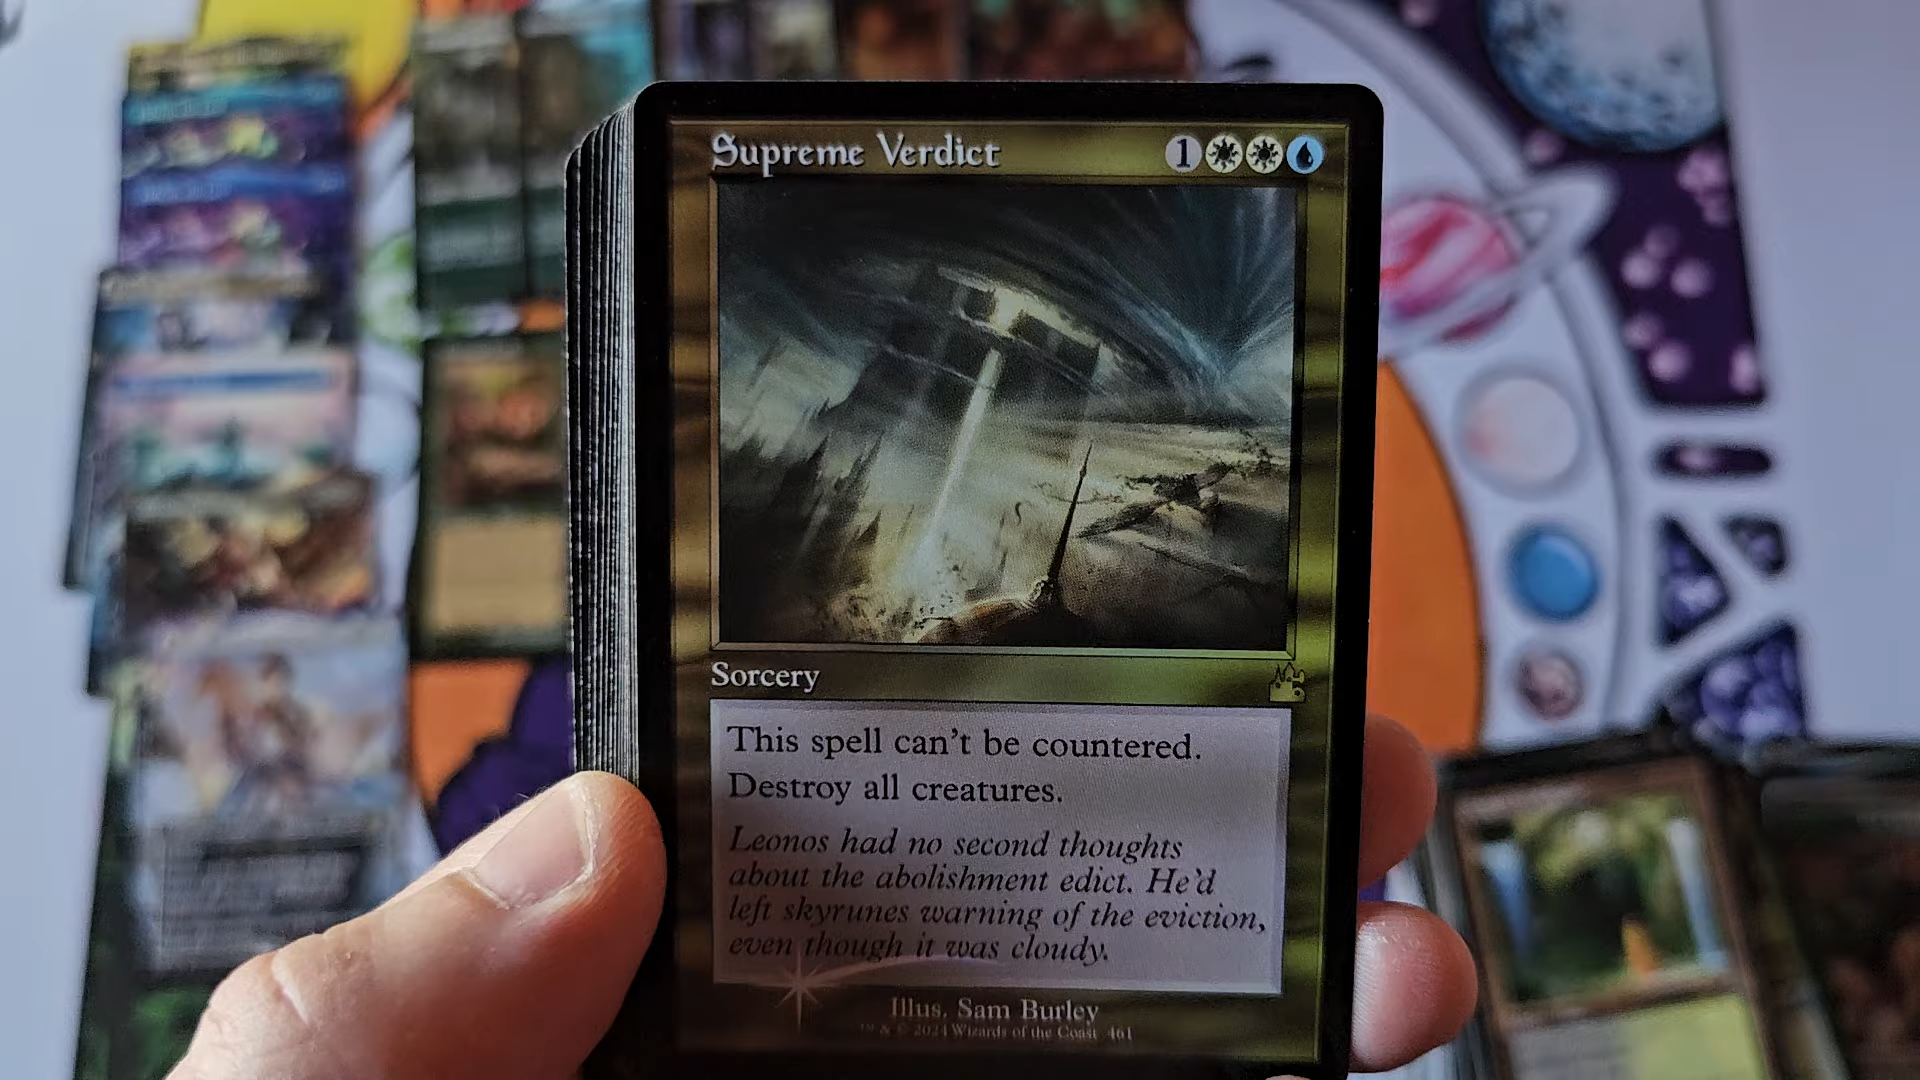 Supreme Verdict 1
Sorcery
This spell can't be countered.
Destroy all creatures.
Leonos had no second thoughts
about the abolishment edict. He'd
left skyrunes warning of the eviction,
even though it was cloudy.
Illus. Sam Burley
™ & © 2024 Wizards of the Coast 461